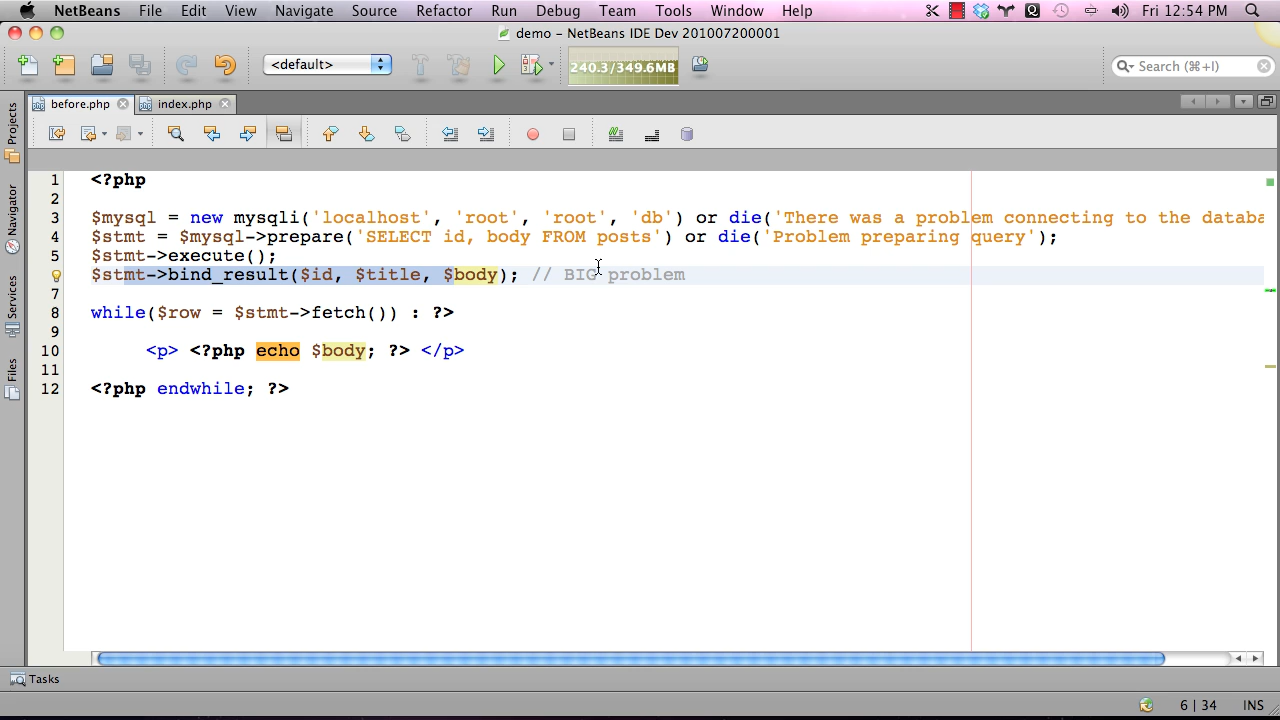 NetBeans File Edit View Navigate Source Refactor Run Debug Team Tools Window Help Fri 12:54 PM
demo – NetBeans IDE Dev 201007200001
<default> 240.3/349.6MB Search (⌘+I)
before.php index.php
Projects
Navigator
Services
Files
1 <?php
2
3 $mysql = new mysqli('localhost', 'root', 'root', 'db') or die('There was a problem connecting to the databa
4 $stmt = $mysql->prepare('SELECT id, body FROM posts') or die('Problem preparing query');
5 $stmt->execute();
$stmt->bind_result($id, $title, $body); // BIG problem
7
8 while($row = $stmt->fetch()) : ?>
9
10 <p> <?php echo $body; ?> </p>
11
12 <?php endwhile; ?>
Tasks
6 | 34 INS